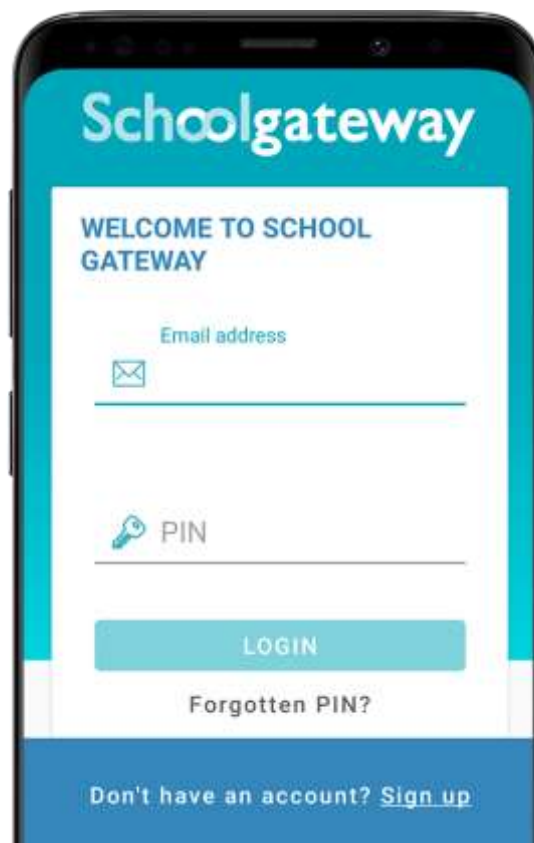 Schoolgateway
WELCOME TO SCHOOL
GATEWAY
Email address
PIN
LOGIN
Forgotten PIN?
Don't have an account? Sign up